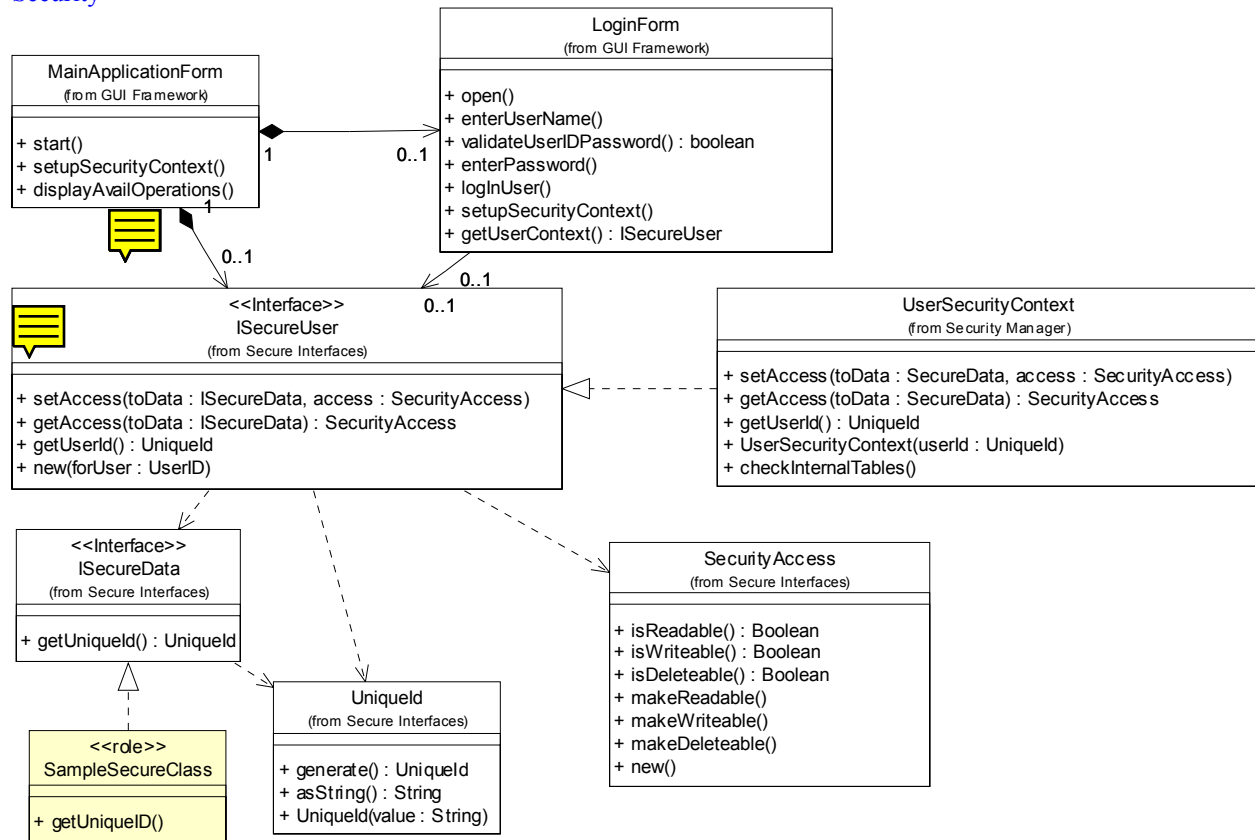 Security
MainApplicationForm
(from GUI Framework)
+ start()
+ setupSecurityContext()
+ displayAvailOperations()
1
0..1
1
0..1
LoginForm
(from GUI Framework)
+ open()
+ enterUserName()
+ validateUserIDPassword() : boolean
+ enterPassword()
+ logInUser()
+ setupSecurityContext()
+ getUserContext() : ISecureUser
0..1
0..1
<<Interface>>
ISecureUser
(from Secure Interfaces)
+ setAccess(toData : ISecureData, access : SecurityAccess)
+ getAccess(toData : ISecureData) : SecurityAccess
+ getUserId() : UniqueId
+ new(forUser : UserID)
UserSecurityContext
(from Security Manager)
+ setAccess(toData : SecureData, access : SecurityAccess)
+ getAccess(toData : SecureData) : SecurityAccess
+ getUserId() : UniqueId
+ UserSecurityContext(userId : UniqueId)
+ checkInternalTables()
<<Interface>>
ISecureData
(from Secure Interfaces)
+ getUniqueId() : UniqueId
<<role>>
SampleSecureClass
+ getUniqueID()
UniqueId
(from Secure Interfaces)
+ generate() : UniqueId
+ asString() : String
+ UniqueId(value : String)
SecurityAccess
(from Secure Interfaces)
+ isReadable() : Boolean
+ isWriteable() : Boolean
+ isDeleteable() : Boolean
+ makeReadable()
+ makeWriteable()
+ makeDeleteable()
+ new()